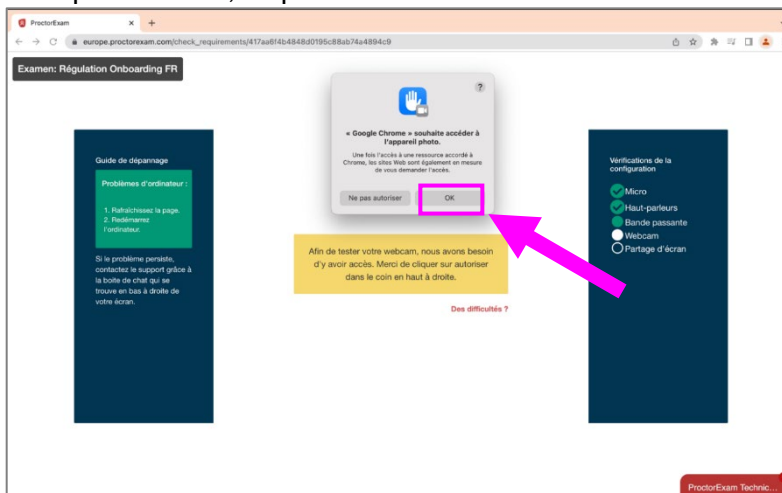 ProctorExam
europe.proctorexam.com/check_requirements/417aa6f4b4848d0195c88ab74a4894c9
Examen: Régulation Onboarding FR
?
« Google Chrome » souhaite accéder à
l'appareil photo.
Une fois l'accès à une ressource accordé à
Chrome, les sites Web sont également en mesure
de vous demander l'accès.
Ne pas autoriser
OK
Guide de dépannage
Problèmes d'ordinateur :
1. Rafraîchissez la page.
2. Redémarrez
l'ordinateur.
Si le problème persiste,
contactez le support grâce à
la boite de chat qui se
trouve en bas à droite de
votre écran.
Afin de tester votre webcam, nous avons besoin
d'y avoir accès. Merci de cliquer sur autoriser
dans le coin en haut à droite.
Des difficultés ?
Vérifications de la
configuration
Micro
Haut-parleurs
Bande passante
Webcam
Partage d'écran
ProctorExam Technic...